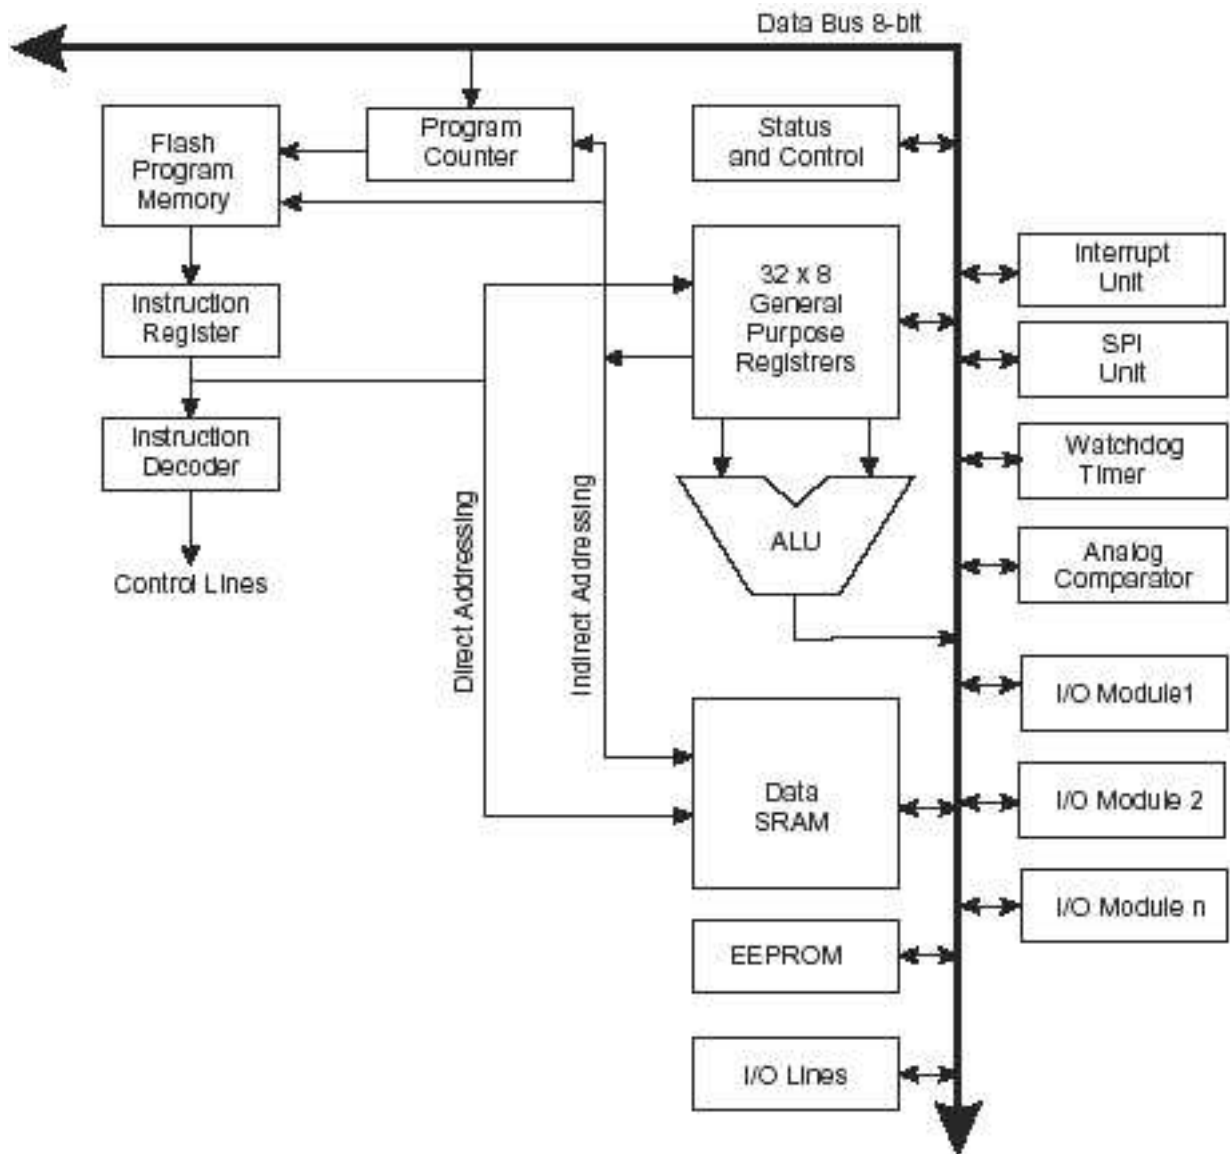 Data Bus 8-bit
Flash
Program
Memory
Program
Counter
Status
and Control
Instruction
Register
32 x 8
General
Purpose
Registrers
Interrupt
Unit
SPI
Unit
Instruction
Decoder
Watchdog
Timer
Control Lines
Direct Addressing
Indirect Addressing
ALU
Analog
Comparator
I/O Module1
Data
SRAM
I/O Module 2
I/O Module n
EEPROM
I/O Lines